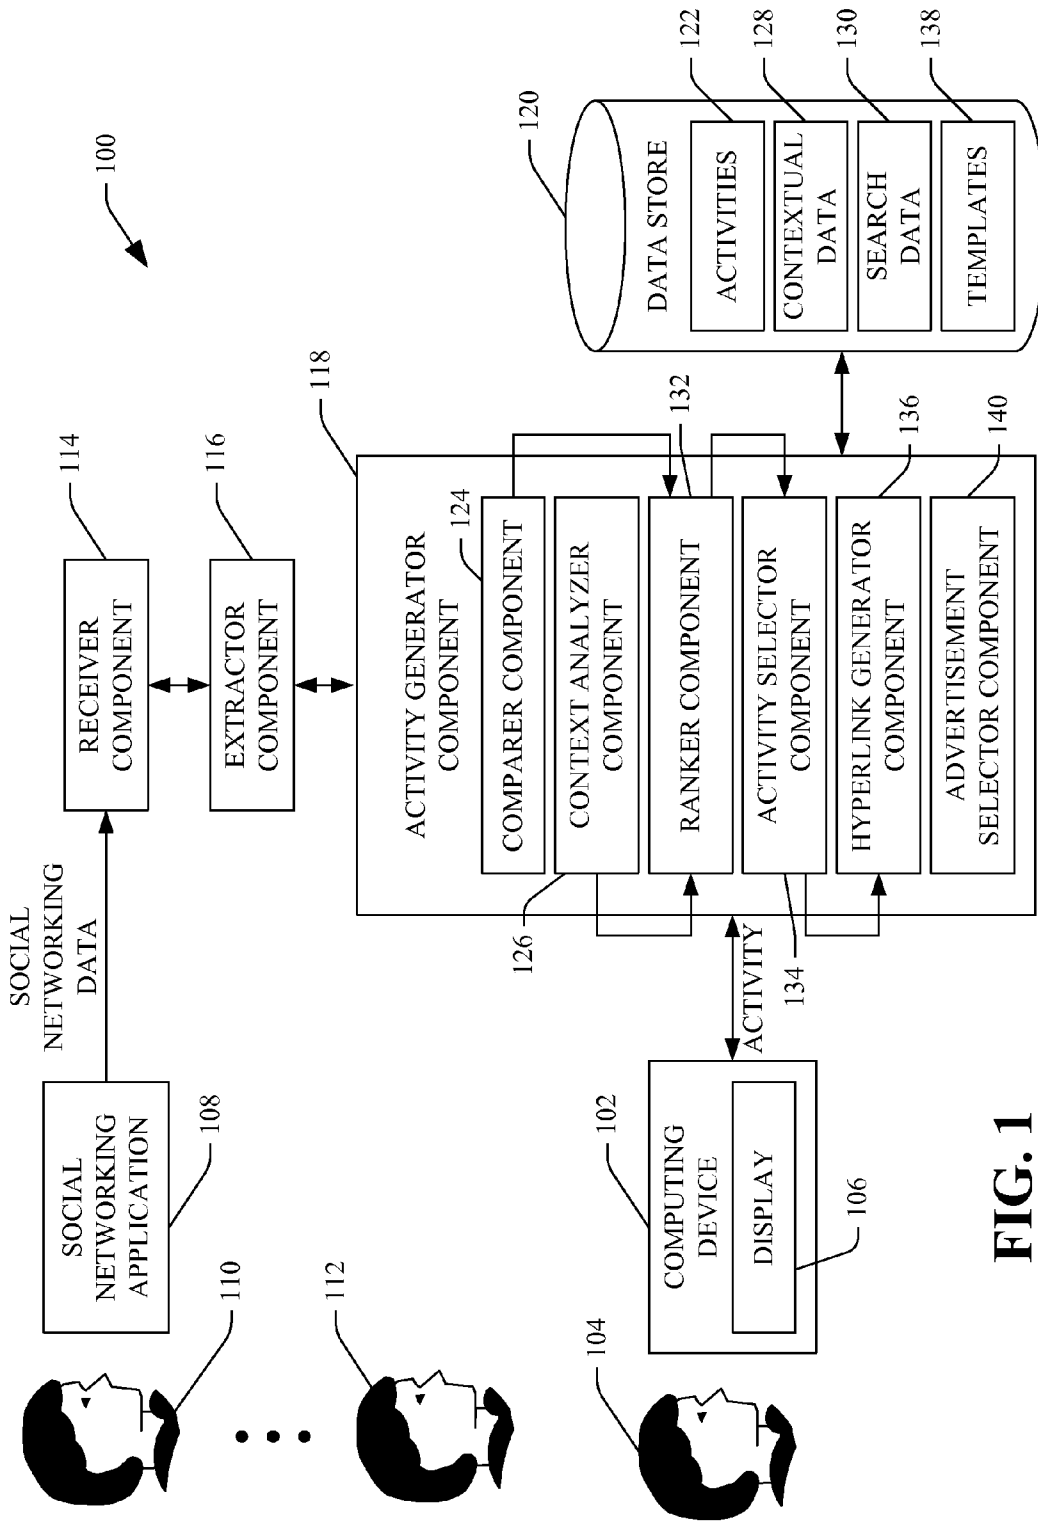 100
SOCIAL
NETWORKING
APPLICATION
108
110
112
SOCIAL
NETWORKING
DATA
RECEIVER
COMPONENT
114
EXTRACTOR
COMPONENT
116
118
ACTIVITY GENERATOR
COMPONENT
COMPARER COMPONENT
124
CONTEXT ANALYZER
COMPONENT
126
RANKER COMPONENT
132
ACTIVITY SELECTOR
COMPONENT
134
HYPERLINK GENERATOR
COMPONENT
136
ADVERTISEMENT
SELECTOR COMPONENT
140
120
DATA STORE
ACTIVITIES
122
CONTEXTUAL
DATA
128
SEARCH
DATA
130
TEMPLATES
138
104
COMPUTING
DEVICE
102
DISPLAY
106
ACTIVITY
FIG. 1